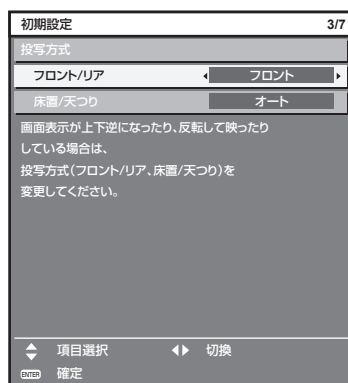 初期設定 3/7
投写方式
フロント/リア フロント
床置/天つり オート
画面表示が上下逆になったり、反転して映ったり
している場合は、
投写方式(フロント/リア、床置/天つり)を
変更してください。
項目選択 切換
ENTER 確定